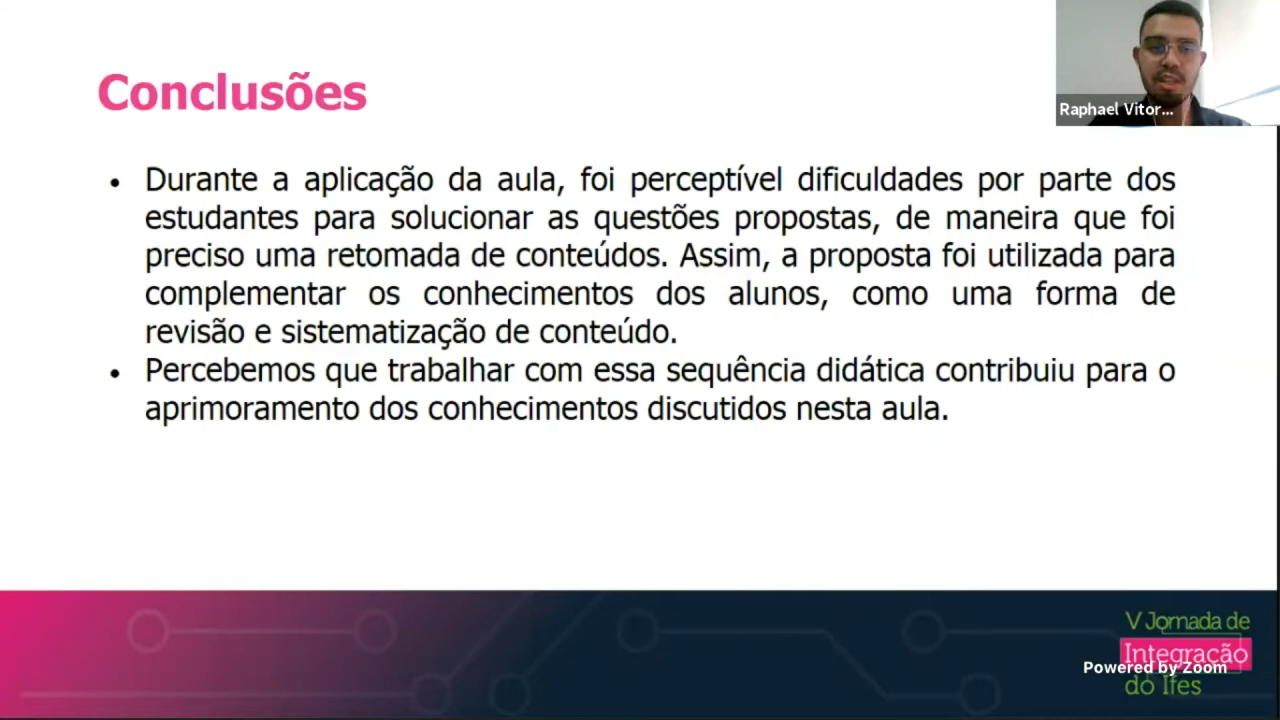 Conclusões
Raphael Vitor...
• Durante a aplicação da aula, foi perceptível dificuldades por parte dos
estudantes para solucionar as questões propostas, de maneira que foi
preciso uma retomada de conteúdos. Assim, a proposta foi utilizada para
complementar os conhecimentos dos alunos, como uma forma de
revisão e sistematização de conteúdo.
• Percebemos que trabalhar com essa sequência didática contribuiu para o
aprimoramento dos conhecimentos discutidos nesta aula.
V Jornada de
Integração
Powered by Zoom
do Ifes